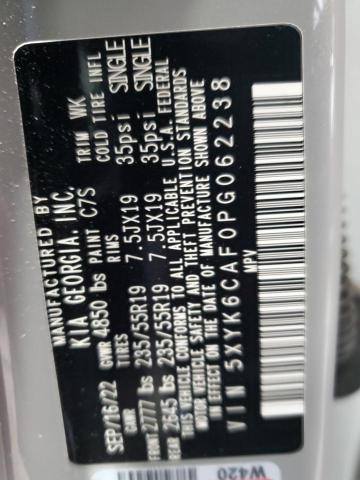 MANUFACTURED BY
KIA GEORGIA, INC.
SEP/16/22 GVWR 4850 lbs PAINT- C7S TRIM WK
TIRES RIMS COLD TIRE INFL
FRONT 2777 lbs 235/55R19 7.5JX19 35psi SINGLE
REAR 2645 lbs 235/55R19 7.5JX19 35psi SINGLE
THIS VEHICLE CONFORMS TO ALL APPLICABLE U.S.A. FEDERAL
MOTOR VEHICLE SAFETY AND THEFT PREVENTION STANDARDS
IN EFFECT ON THE DATE OF MANUFACTURE SHOWN ABOVE
VIN 5XYK6CAF0PG062238
MPV
W420